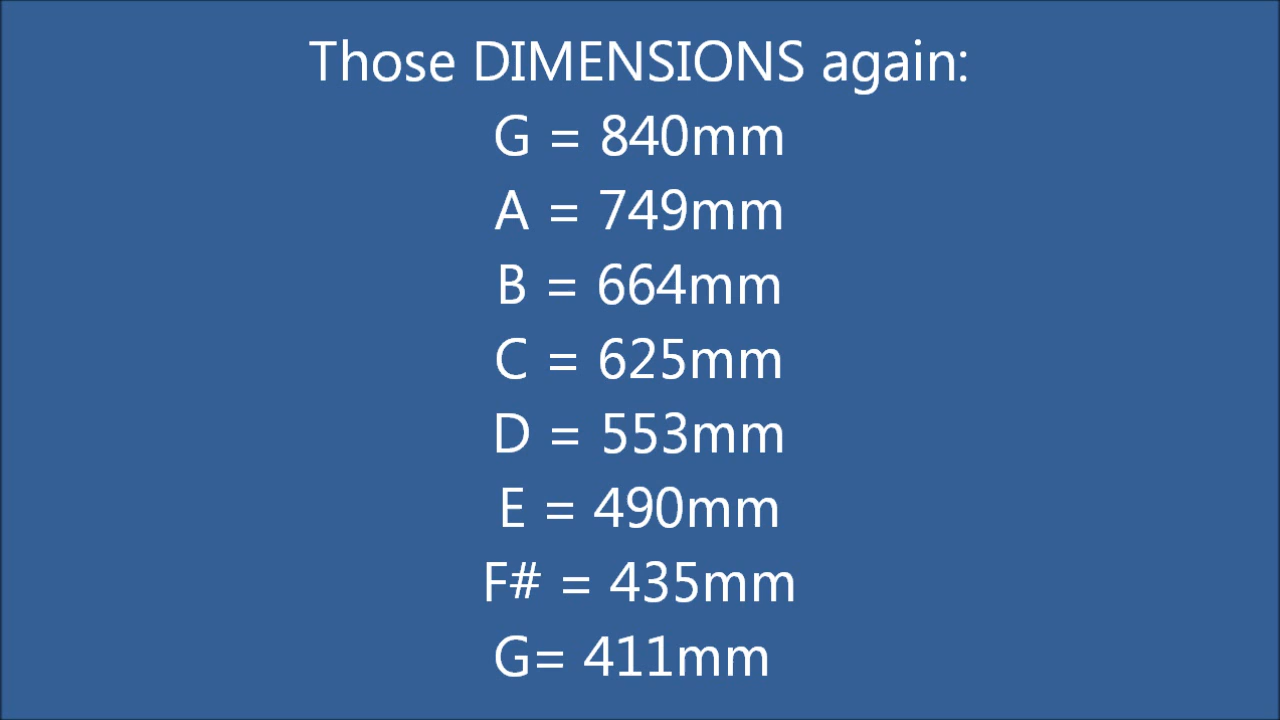 Those DIMENSIONS again:
G = 840mm
A = 749mm
B = 664mm
C = 625mm
D = 553mm
E = 490mm
F# = 435mm
G= 411mm